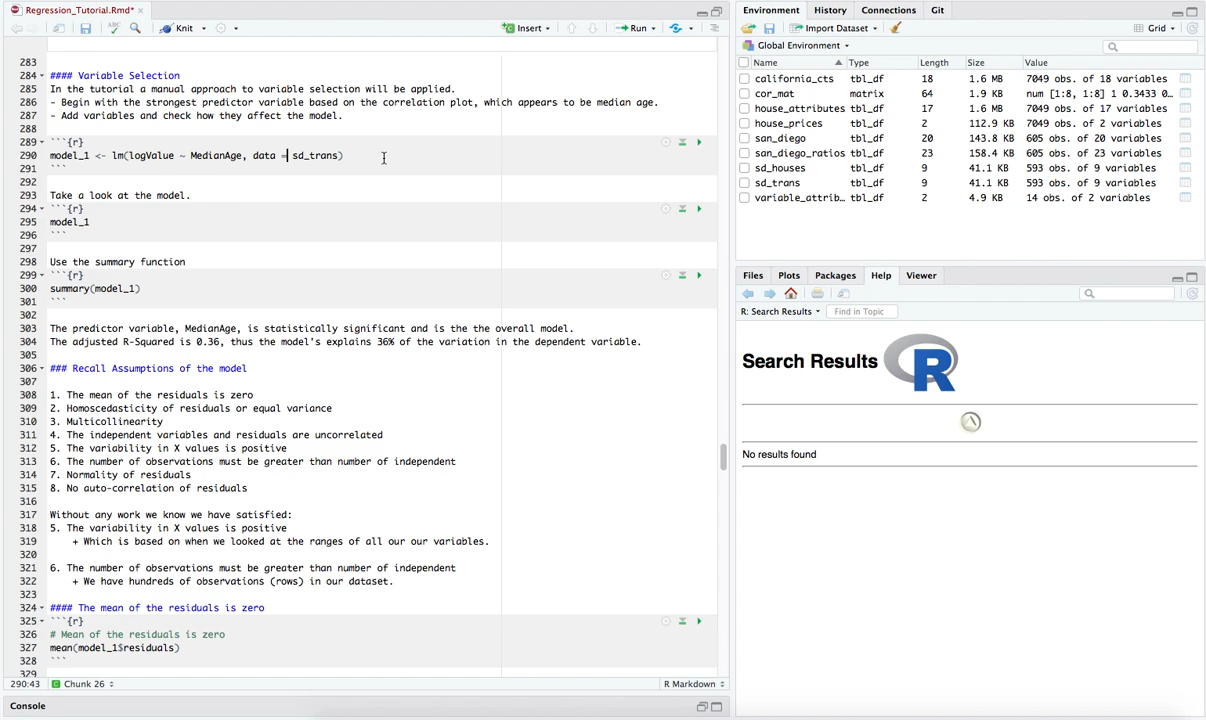 Regression_Tutorial.Rmd*
ABC
Knit
Insert
Run
283
284 #### Variable Selection
285 In the tutorial a manual approach to variable selection will be applied.
286 - Begin with the strongest predictor variable based on the correlation plot, which appears to be median age.
287 - Add variables and check how they affect the model.
288
289 ```{r}
290 model_1 <- lm(logValue ~ MedianAge, data = sd_trans)
291 ```
292
293 Take a look at the model.
294 ```{r}
295 model_1
296 ```
297
298 Use the summary function
299 ```{r}
300 summary(model_1)
301 ```
302
303 The predictor variable, MedianAge, is statistically significant and is the the overall model.
304 The adjusted R-Squared is 0.36, thus the model's explains 36% of the variation in the dependent variable.
305
306 ### Recall Assumptions of the model
307
308 1. The mean of the residuals is zero
309 2. Homoscedasticity of residuals or equal variance
310 3. Multicollinearity
311 4. The independent variables and residuals are uncorrelated
312 5. The variability in X values is positive
313 6. The number of observations must be greater than number of independent
314 7. Normality of residuals
315 8. No auto-correlation of residuals
316
317 Without any work we know we have satisfied:
318 5. The variability in X values is positive
319 + Which is based on when we looked at the ranges of all our our variables.
320
321 6. The number of observations must be greater than number of independent
322 + We have hundreds of observations (rows) in our dataset.
323
324 #### The mean of the residuals is zero
325 ```{r}
326 # Mean of the residuals is zero
327 mean(model_1$residuals)
328 ```
329
290:43 C Chunk 26 R Markdown
Console
Environment History Connections Git
Import Dataset Grid
Global Environment
Name Type Length Size Value
california_cts tbl_df 18 1.6 MB 7049 obs. of 18 variables
cor_mat matrix 64 1.9 KB num [1:8, 1:8] 1 0.3433 0...
house_attributes tbl_df 17 1.6 MB 7049 obs. of 17 variables
house_prices tbl_df 2 112.9 KB 7049 obs. of 2 variables
san_diego tbl_df 20 143.8 KB 605 obs. of 20 variables
san_diego_ratios tbl_df 23 158.4 KB 605 obs. of 23 variables
sd_houses tbl_df 9 41.1 KB 593 obs. of 9 variables
sd_trans tbl_df 9 41.1 KB 593 obs. of 9 variables
variable_attrib… tbl_df 2 4.9 KB 14 obs. of 2 variables
Files Plots Packages Help Viewer
R: Search Results Find in Topic
Search Results R
No results found